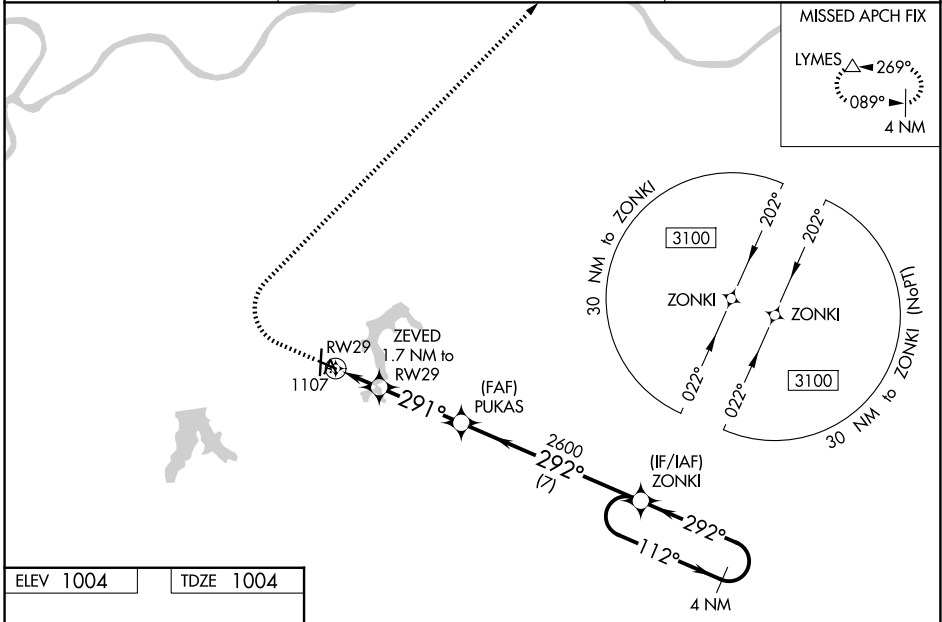 MISSED APCH FIX
LYMES
269°
089°
4 NM
30 NM to ZONKI
202°
3100
ZONKI
022°
202°
ZONKI
3100
022°
30 NM to ZONKI (NoPT)
RW29
1107
ZEVED
1.7 NM to
RW29
291°
(FAF)
PUKAS
2600
292°
(7)
(IF/IAF)
ZONKI
292°
112°
4 NM
ELEV 1004
TDZE 1004